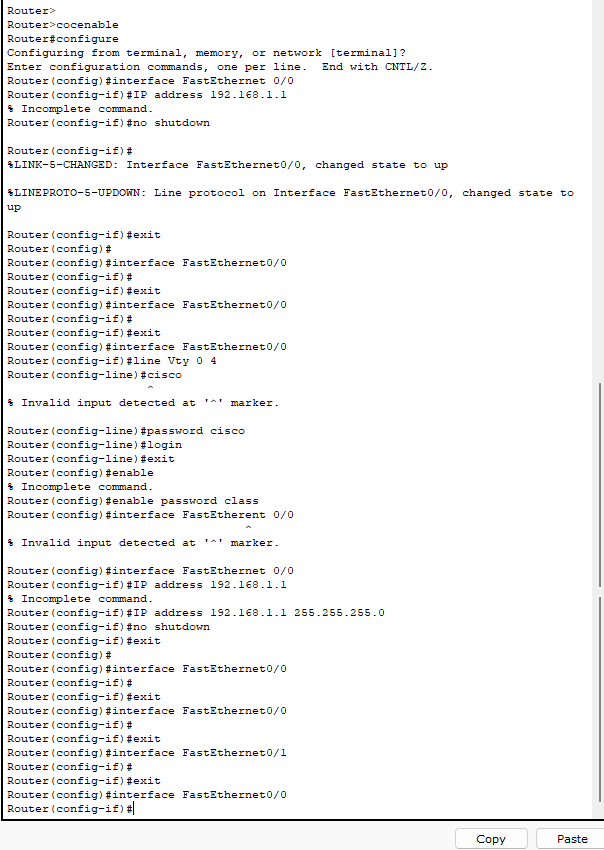 Router>
Router>cocenable
Router#configure
Configuring from terminal, memory, or network [terminal]?
Enter configuration commands, one per line.  End with CNTL/Z.
Router(config)#interface FastEthernet 0/0
Router(config-if)#IP address 192.168.1.1
% Incomplete command.
Router(config-if)#no shutdown

Router(config-if)#
%LINK-5-CHANGED: Interface FastEthernet0/0, changed state to up

%LINEPROTO-5-UPDOWN: Line protocol on Interface FastEthernet0/0, changed state to
up

Router(config-if)#exit
Router(config)#
Router(config)#interface FastEthernet0/0
Router(config-if)#
Router(config-if)#exit
Router(config)#interface FastEthernet0/0
Router(config-if)#
Router(config-if)#exit
Router(config)#interface FastEthernet0/0
Router(config-if)#line Vty 0 4
Router(config-line)#cisco
                    ^
% Invalid input detected at '^' marker.

Router(config-line)#password cisco
Router(config-line)#login
Router(config-line)#exit
Router(config)#enable
% Incomplete command.
Router(config)#enable password class
Router(config)#interface FastEtherent 0/0
                                  ^
% Invalid input detected at '^' marker.

Router(config)#interface FastEthernet 0/0
Router(config-if)#IP address 192.168.1.1
% Incomplete command.
Router(config-if)#IP address 192.168.1.1 255.255.255.0
Router(config-if)#no shutdown
Router(config-if)#exit
Router(config)#
Router(config)#interface FastEthernet0/0
Router(config-if)#
Router(config-if)#exit
Router(config)#interface FastEthernet0/0
Router(config-if)#
Router(config-if)#exit
Router(config)#interface FastEthernet0/1
Router(config-if)#
Router(config-if)#exit
Router(config)#interface FastEthernet0/0
Router(config-if)#
Copy Paste